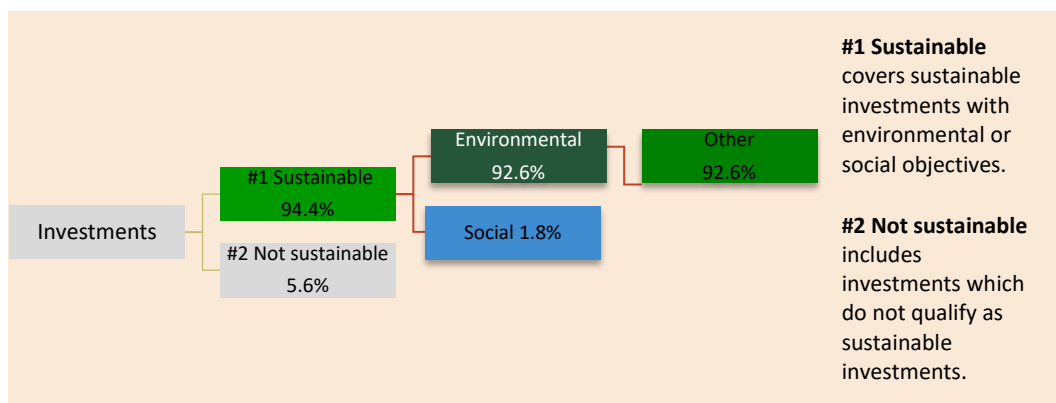 Investments
#1 Sustainable
94.4%
#2 Not sustainable
5.6%
Environmental
92.6%
Social 1.8%
Other
92.6%
#1 Sustainable
covers sustainable
investments with
environmental or
social objectives.
#2 Not sustainable
includes
investments which
do not qualify as
sustainable
investments.